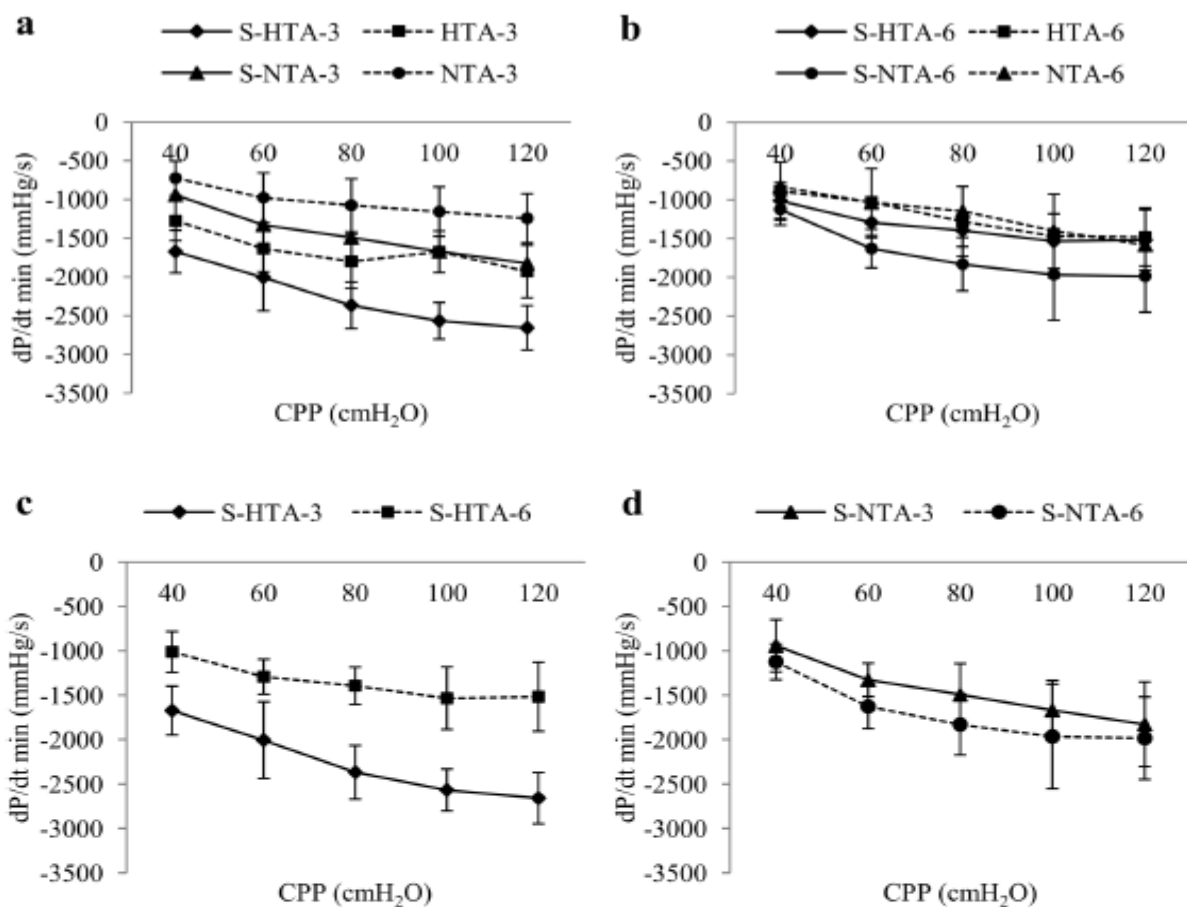 a
S-HTA-3 HTA-3
S-NTA-3 NTA-3
0
40 60 80 100 120
-500
-1000
-1500
-2000
-2500
-3000
-3500
dP/dt min (mmHg/s)
CPP (cmH₂O)
b
S-HTA-6 HTA-6
S-NTA-6 NTA-6
0
40 60 80 100 120
-500
-1000
-1500
-2000
-2500
-3000
-3500
dP/dt min (mmHg/s)
CPP (cmH₂O)
c
S-HTA-3 S-HTA-6
0
40 60 80 100 120
-500
-1000
-1500
-2000
-2500
-3000
-3500
dP/dt min (mmHg/s)
CPP (cmH₂O)
d
S-NTA-3 S-NTA-6
0
40 60 80 100 120
-500
-1000
-1500
-2000
-2500
-3000
-3500
dP/dt min (mmHg/s)
CPP (cmH₂O)